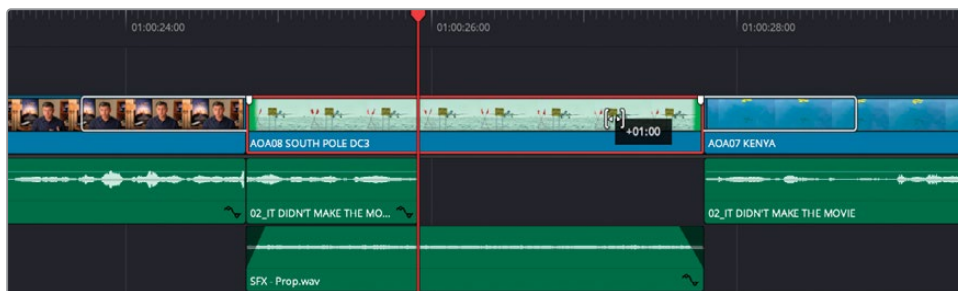 01:00:24:00
01:00:26:00
01:00:28:00
+01:00
AOA08 SOUTH POLE DC3
AOA07 KENYA
02_IT DIDN'T MAKE THE MO...
02_IT DIDN'T MAKE THE MOVIE
SFX - Prop.wav